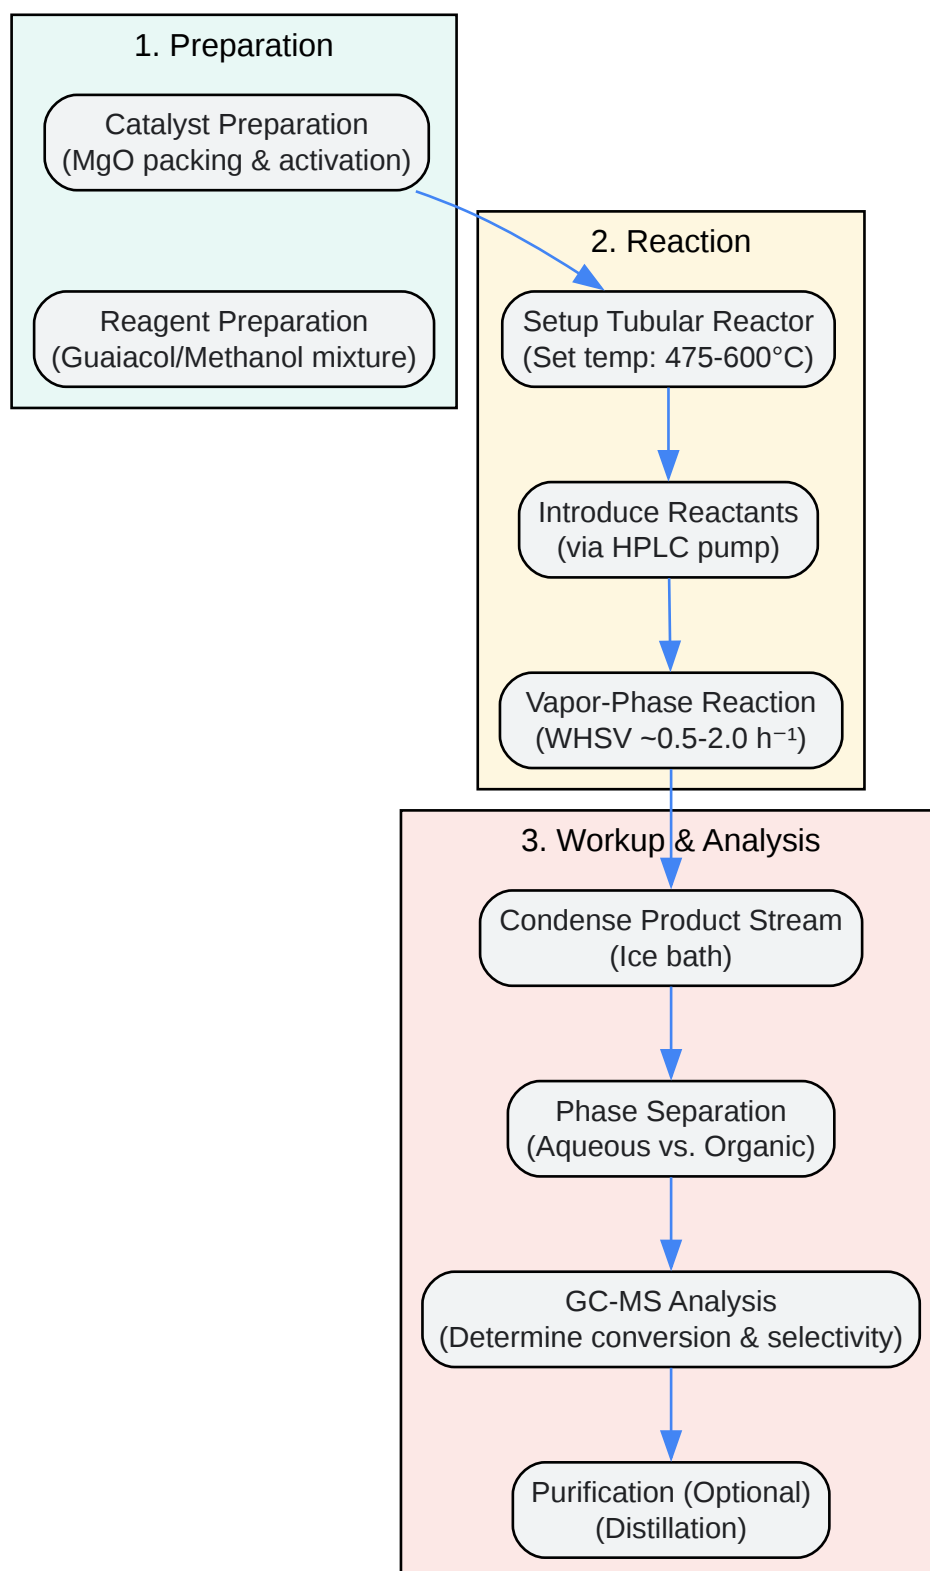 1. Preparation
Catalyst Preparation
(MgO packing & activation)
Reagent Preparation
(Guaiacol/Methanol mixture)
2. Reaction
Setup Tubular Reactor
(Set temp: 475-600°C)
Introduce Reactants
(via HPLC pump)
Vapor-Phase Reaction
(WHSV ~0.5-2.0 h⁻¹)
3. Workup & Analysis
Condense Product Stream
(Ice bath)
Phase Separation
(Aqueous vs. Organic)
GC-MS Analysis
(Determine conversion & selectivity)
Purification (Optional)
(Distillation)